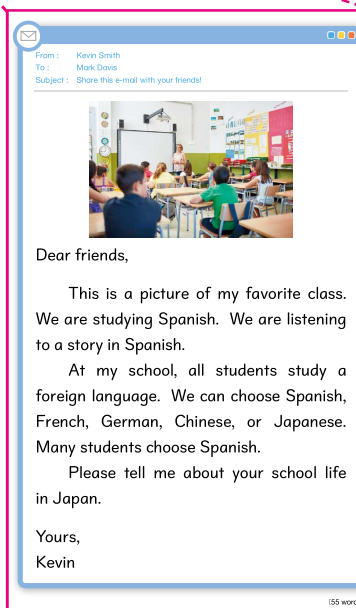 From : Kevin Smith
To : Mark Davis
Subject : Share this e-mail with your friends!
Dear friends,
This is a picture of my favorite class.
We are studying Spanish. We are listening
to a story in Spanish.
At my school, all students study a
foreign language. We can choose Spanish,
French, German, Chinese, or Japanese.
Many students choose Spanish.
Please tell me about your school life
in Japan.
Yours,
Kevin
[55 word